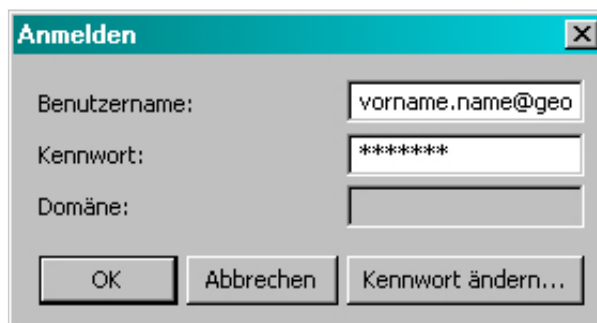 Anmelden
Benutzername: vorname.name@geo
Kennwort: *******
Domäne:
OK Abbrechen Kennwort ändern...